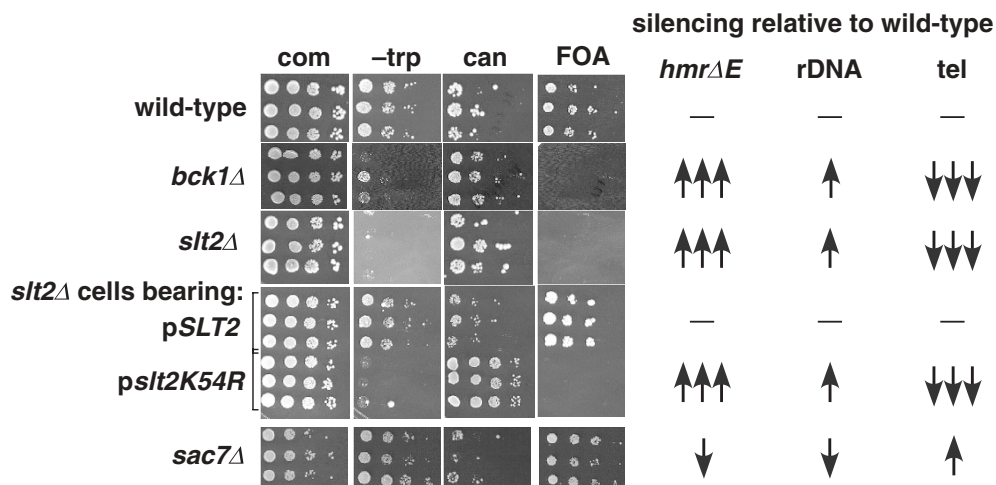 silencing relative to wild-type
com –trp can FOA hmrΔE rDNA tel
wild-type — — —
bck1Δ
slt2Δ
slt2Δ cells bearing:
pSLT2 — — —
pslt2K54R
sac7Δ